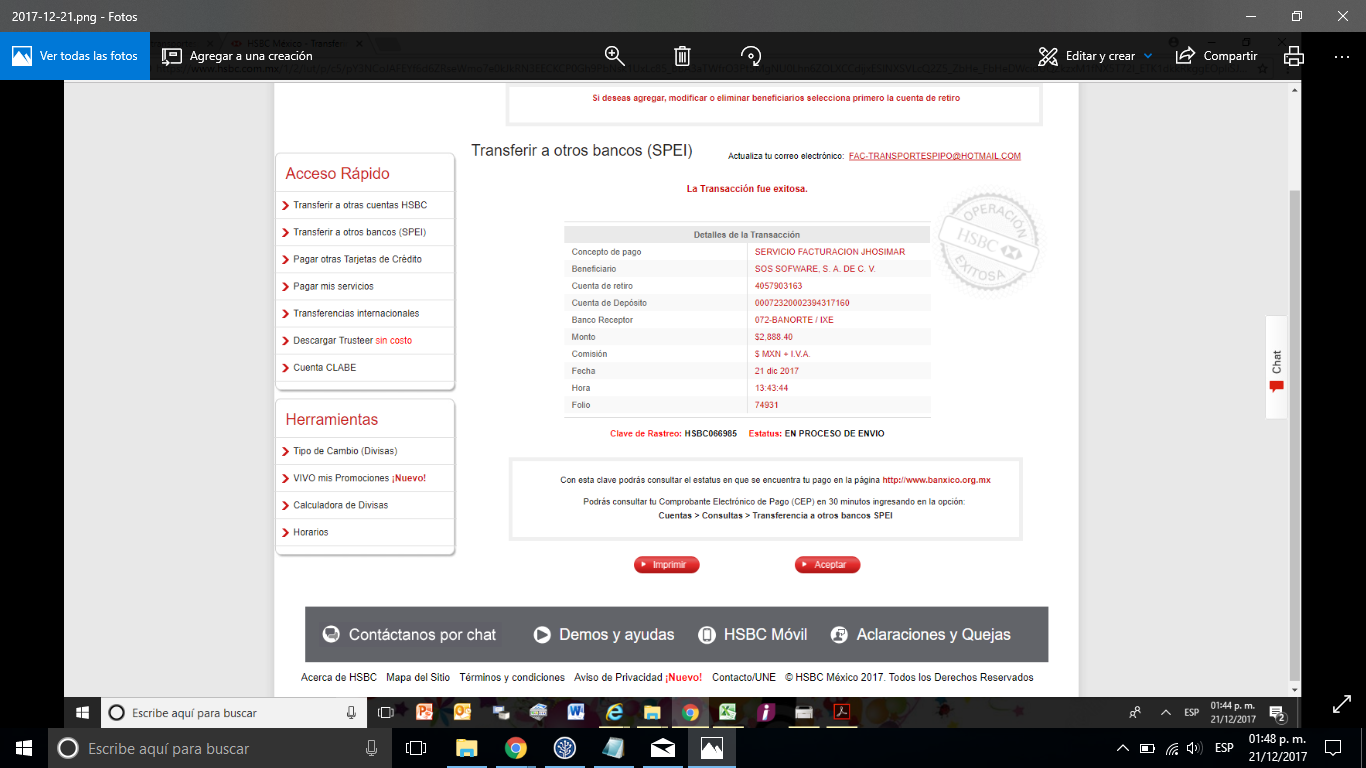 2017-12-21.png - Fotos
Ver todas las fotos
Agregar a una creación
Editar y crear
Compartir
Si deseas agregar, modificar o eliminar beneficiarios selecciona primero la cuenta de retiro
Transferir a otros bancos (SPEI)
Actualiza tu correo electrónico: FAC-TRANSPORTESPIPO@HOTMAIL.COM
La Transacción fue exitosa.
Acceso Rápido
Transferir a otras cuentas HSBC
Transferir a otros bancos (SPEI)
Pagar otras Tarjetas de Crèdito
Pagar mis servicios
Transferencias internacionales
Descargar Trusteer sin costo
Cuenta CLABE
Herramientas
Tipo de Cambio (Divisas)
VIVO mis Promociones ¡Nuevo!
Calculadora de Divisas
Horarios
Detalles de la Transacción
Concepto de pago SERVICIO FACTURACION JHOSIMAR
Beneficiario SOS SOFWARE, S. A. DE C. V.
Cuenta de retiro 4057903163
Cuenta de Depósito 00072320002394317160
Banco Receptor 072-BANORTE / IXE
Monto $2,888.40
Comisión $ MXN + I.V.A.
Fecha 21 dic 2017
Hora 13:43:44
Folio 74931
OPERACIÓN
HSBC
EXITOSA
Clave de Rastreo: HSBC066985 Estatus: EN PROCESO DE ENVIO
Con esta clave podrás consultar el estatus en que se encuentra tu pago en la página http://www.banxico.org.mx
Podrás consultar tu Comprobante Electrónico de Pago (CEP) en 30 minutos ingresando en la opción:
Cuentas > Consultas > Transferencia a otros bancos SPEI
Imprimir
Aceptar
Chat
Contáctanos por chat
Demos y ayudas
HSBC Móvil
Aclaraciones y Quejas
Acerca de HSBC Mapa del Sitio Términos y condiciones Aviso de Privacidad ¡Nuevo! Contacto/UNE © HSBC México 2017. Todos los Derechos Reservados
Escribe aquí para buscar
ESP
01:44 p. m.
21/12/2017
2
Escribe aquí para buscar
ESP
01:48 p. m.
21/12/2017